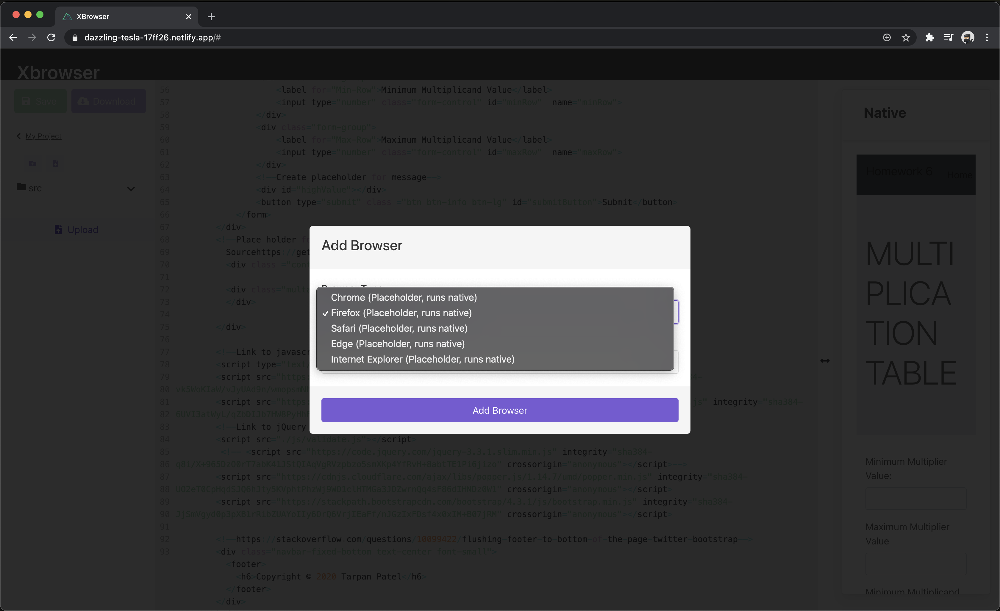 XBrowser
dazzling-tesla-17ff26.netlify.app/#
Xbrowser
Save
Download
My Project
src
Upload
56 <label for="Min-Row">Minimum Multiplicand Value</label>
57 <input type="number" class="form-control" id="minRow"  name="minRow">
58 </div>
59 <div class="form-group">
60 <label for="Max-Row">Maximum Multiplicand Value</label>
61 <input type="number" class="form-control" id="maxRow"  name="maxRow">
62 </div>
63 <!--Create placeholder for message-->
64 <div id="highValue"></div>
65 <button type="submit" class ="btn btn-info btn-lg" id="submitButton">Submit</button>
66 </form>
67 </div>
68 <!--Place holder
69 Sourcehttps://get
70 <div class ="con
71
72 <div class="mult
73 </div>
74
75 </div>
76
77 <!--Link to javascr
78 <script type="text/
79 <script src="https:
80 vk5WoKIaW/vJyUAd9n/wmopsmN
81 <script src="https: js" integrity="sha384-
82 6UVI3atWyL/qZbDIJb7HW8PyHh
83 <!--Link to jQuery
84 <script src="./js/validate.js"></script>
85 <!-- <script src="https://code.jquery.com/jquery-3.3.1.slim.min.js" integrity="sha384-
86 q8i/X+965DzO0rT7abK41JStQIAqVgRVzpbzo5smXKp4YfRvH+8abtTE1Pi6jizo" crossorigin="anonymous"></script>-->
87 <script src="https://cdnjs.cloudflare.com/ajax/libs/popper.js/1.14.7/umd/popper.min.js" integrity="sha384-
88 UO2eT0CpHqdSJQ6hJty5KVphtPhzWj9WO1clHTMGa3JDZwrnQq4sF86dIHNDz0W1" crossorigin="anonymous"></script>
89 <script src="https://stackpath.bootstrapcdn.com/bootstrap/4.3.1/js/bootstrap.min.js" integrity="sha384-
90 JjSmVgyd0p3pXB1rRibZUAYoIIy6OrQ6VrjIEaFf/nJGzIxFDsf4x0xIM+B07jRM" crossorigin="anonymous"></script>
91
92 <!--https://stackoverflow.com/questions/10099422/flushing-footer-to-bottom-of-the-page-twitter-bootstrap-->
93 <div class="navbar-fixed-bottom text-center font-small">
<footer>
<h6>Copyright © 2020 Tarpan Patel</h6>
</footer>
</div>
Add Browser
Browser Type
Chrome (Placeholder, runs native)
✓ Firefox (Placeholder, runs native)
Safari (Placeholder, runs native)
Edge (Placeholder, runs native)
Internet Explorer (Placeholder, runs native)
Add Browser
Native
Homework 6
Home
MULTI
PLICA
TION
TABLE
Minimum Multiplier
Value:
Maximum Multiplier
Value
Minimum Multiplicand